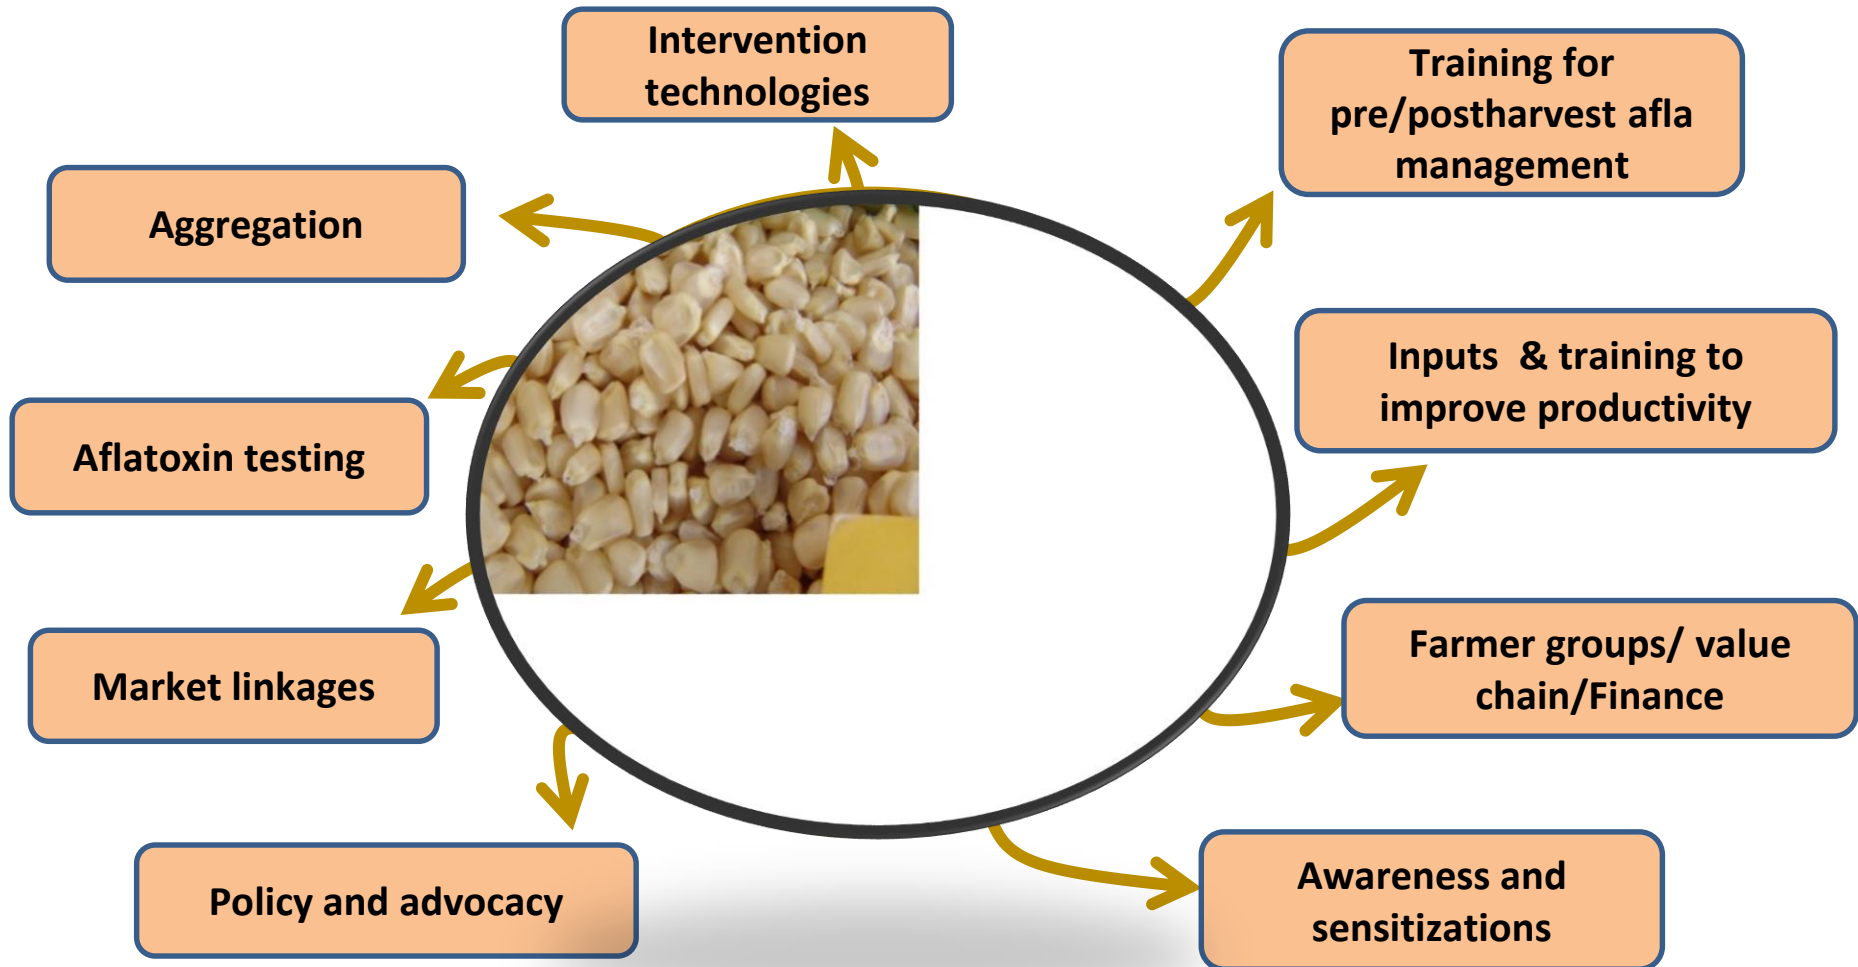 Intervention
technologies
Training for
pre/postharvest afla
management
Aggregation
Inputs & training to
improve productivity
Aflatoxin testing
Farmer groups/ value
chain/Finance
Market linkages
Awareness and
sensitizations
Policy and advocacy